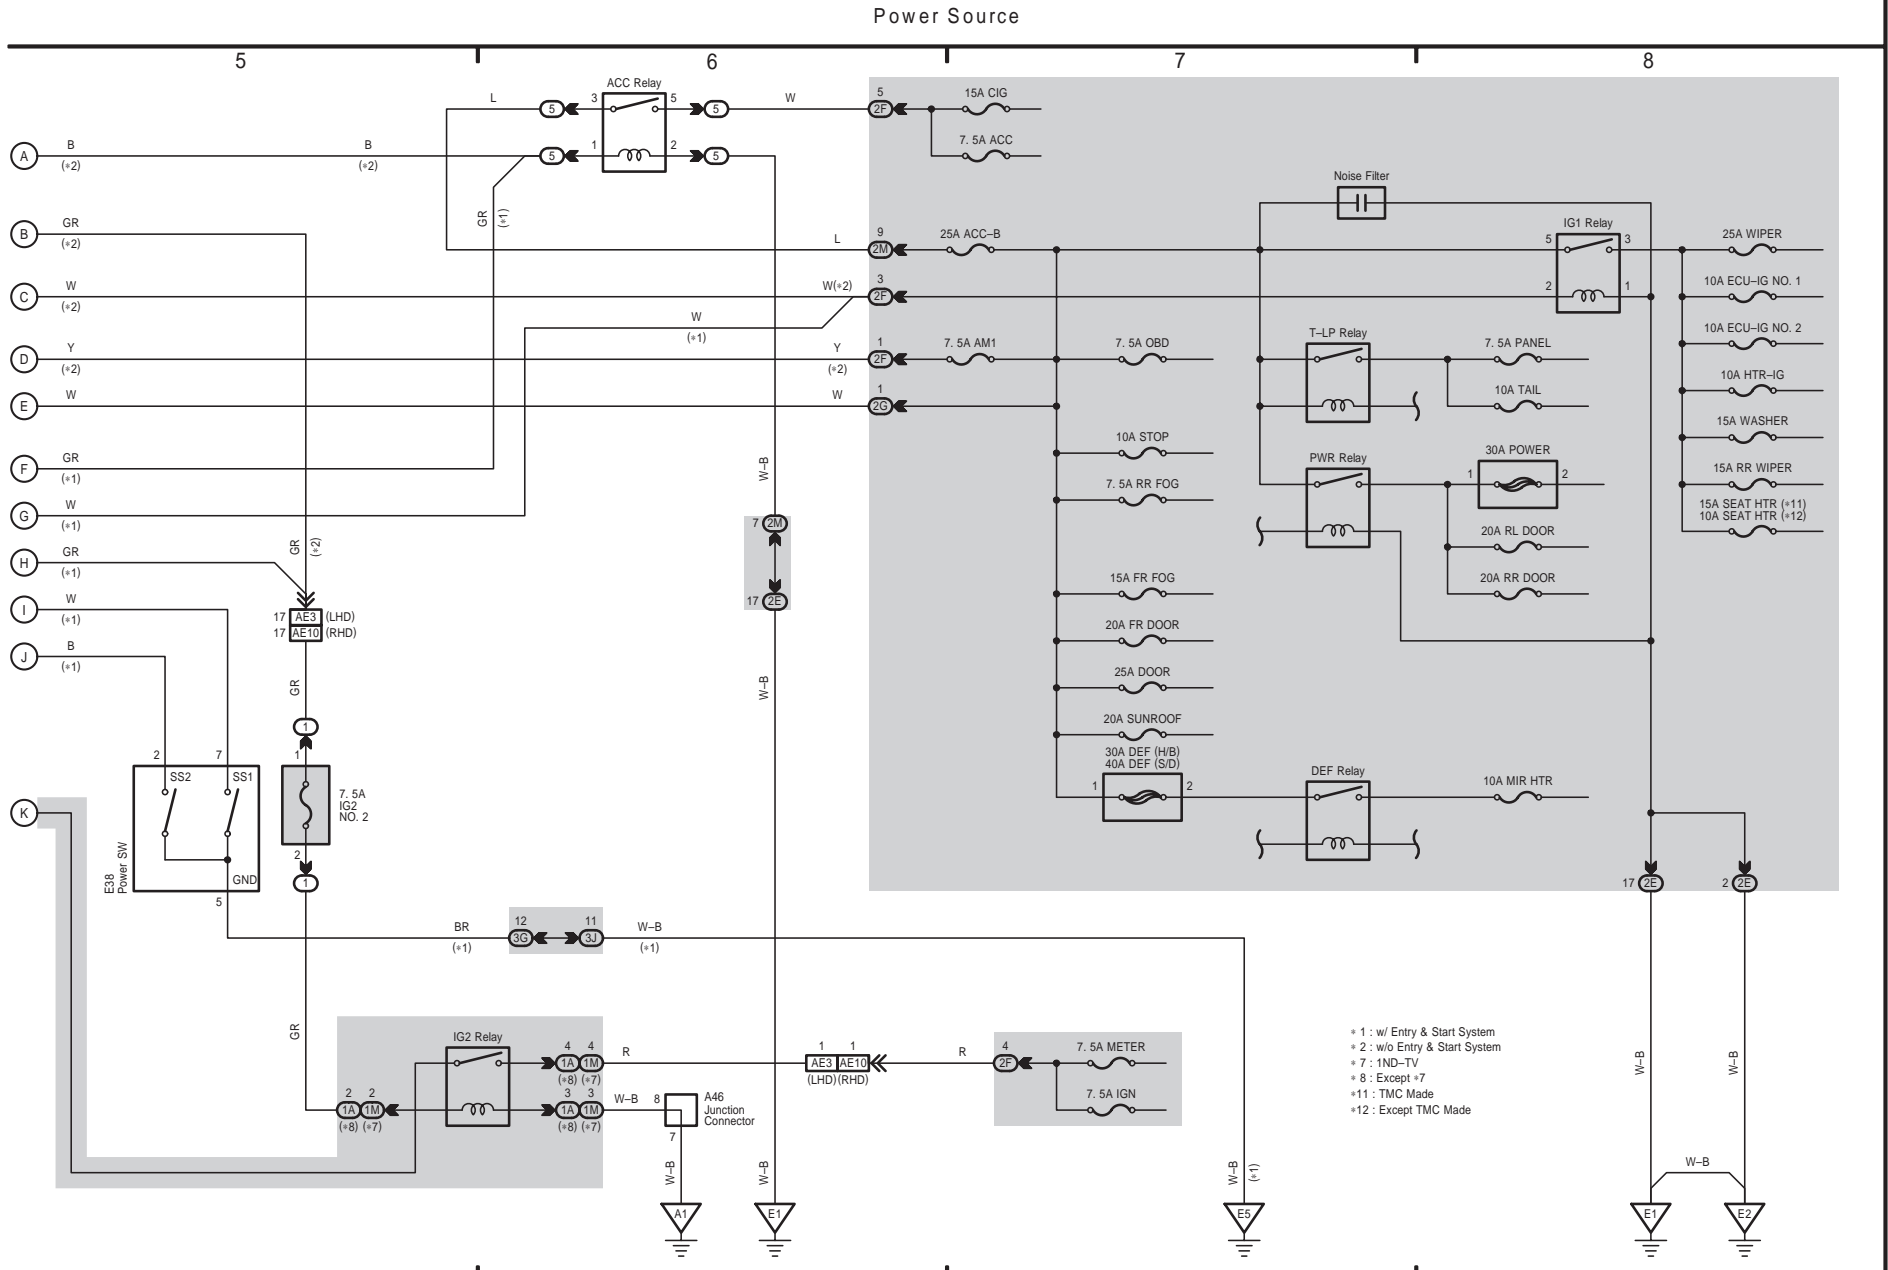 Power Source
5
6
7
8
ACC Relay
L
5
3
5
5
W
5
2F
15A CIG
7. 5A ACC
A
B
(∗2)
B
(∗2)
5
1
2
5
GR
(∗1)
Noise Filter
B
GR
(∗2)
L
9
2M
25A ACC–B
IG1 Relay
5
3
2
1
25A WIPER
C
W
(∗2)
W(∗2)
3
2F
10A ECU–IG NO. 1
W
(∗1)
10A ECU–IG NO. 2
D
Y
(∗2)
Y
(∗2)
1
2F
7. 5A AM1
7. 5A OBD
T–LP Relay
7. 5A PANEL
10A HTR–IG
E
W
W
1
2G
10A TAIL
15A WASHER
10A STOP
F
GR
(∗1)
W–B
7. 5A RR FOG
PWR Relay
30A POWER
1
2
15A RR WIPER
G
W
(∗1)
15A SEAT HTR (∗11)
10A SEAT HTR (∗12)
7
2M
20A RL DOOR
H
GR
(∗1)
GR
(∗2)
15A FR FOG
20A RR DOOR
I
W
(∗1)
17
AE3
(LHD)
17
AE10
(RHD)
17
2E
20A FR DOOR
J
B
(∗1)
GR
W–B
25A DOOR
1
1
20A SUNROOF
2
7
SS2
SS1
30A DEF (H/B)
40A DEF (S/D)
1
2
DEF Relay
10A MIR HTR
K
7. 5A
IG2
NO. 2
2
1
E38
Power SW
GND
5
17
2E
2
2E
BR
(∗1)
12
3G
11
3J
W–B
(∗1)
GR
IG2 Relay
4
4
1A
1M
(∗8)
(∗7)
R
1
1
AE3
AE10
(LHD)
(RHD)
R
4
2F
7. 5A METER
7. 5A IGN
2
2
1A
1M
(∗8)
(∗7)
3
3
1A
1M
(∗8)
(∗7)
W–B
8
A46
Junction
Connector
7
∗ 1 : w/ Entry & Start System
∗ 2 : w/o Entry & Start System
∗ 7 : 1ND–TV
∗ 8 : Except ∗7
∗11 : TMC Made
∗12 : Except TMC Made
W–B
W–B
W–B
(∗1)
W–B
W–B
W–B
A1
E1
E5
E1
E2